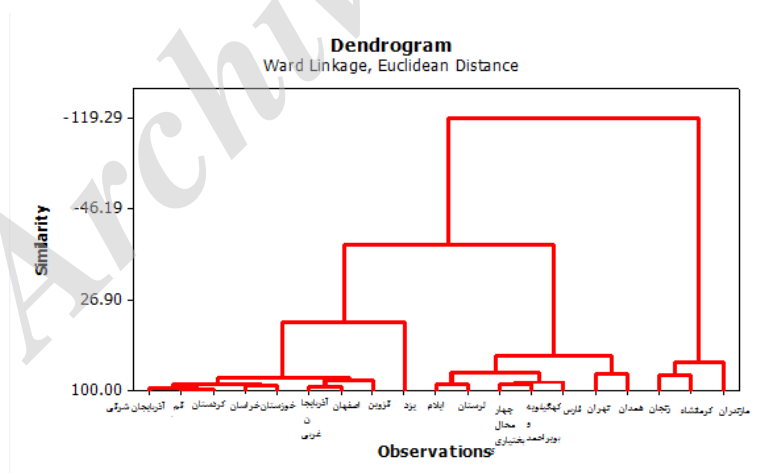 Archiv
Dendrogram
Ward Linkage, Euclidean Distance
Similarity
-119.29
-46.19
26.90
100.00
آذربایجان شرقی
قم
کردستان
خراسان
خوزستان
آذربایجا
ن
غربی
اصفهان
قزوین
یزد
ایلام
لرستان
چهار
محال
بختیاری
کهگیلویه
و
بویراحمد
فارس
تهران
همدان
زنجان
کرمانشاه
مازندران
Observations